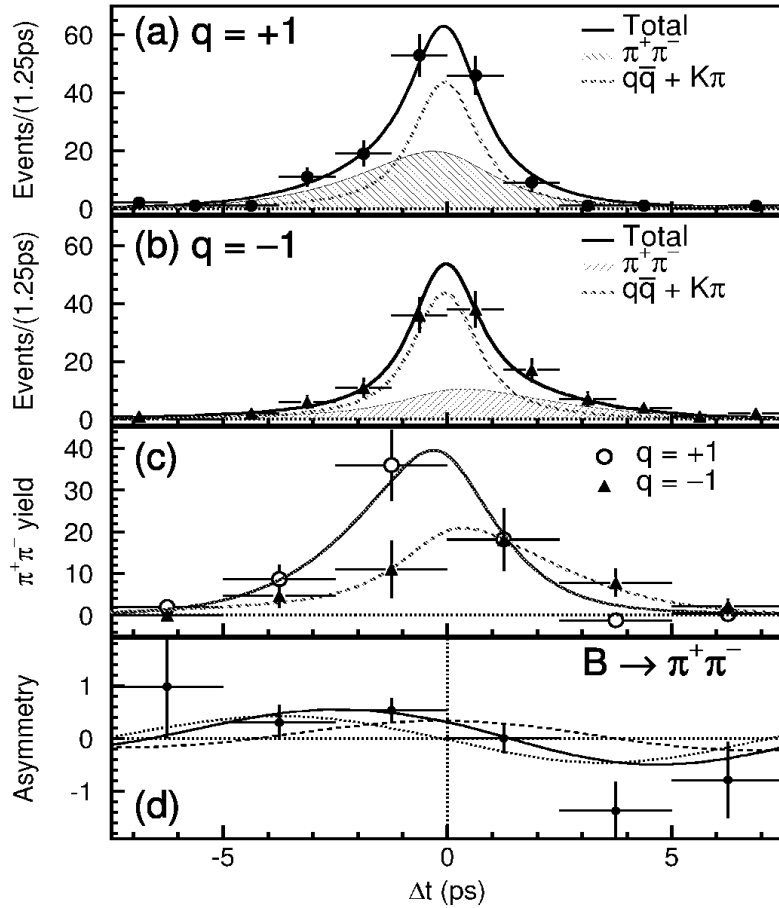 (a) q = +1
Total
π⁺π⁻
qq̅ + Kπ
Events/(1.25ps)
60
40
20
0
(b) q = −1
Total
π⁺π⁻
qq̅ + Kπ
Events/(1.25ps)
60
40
20
0
(c)
q = +1
q = −1
π⁺π⁻ yield
40
30
20
10
0
B → π⁺π⁻
Asymmetry
1
0
-1
(d)
-5 0 5
Δt (ps)